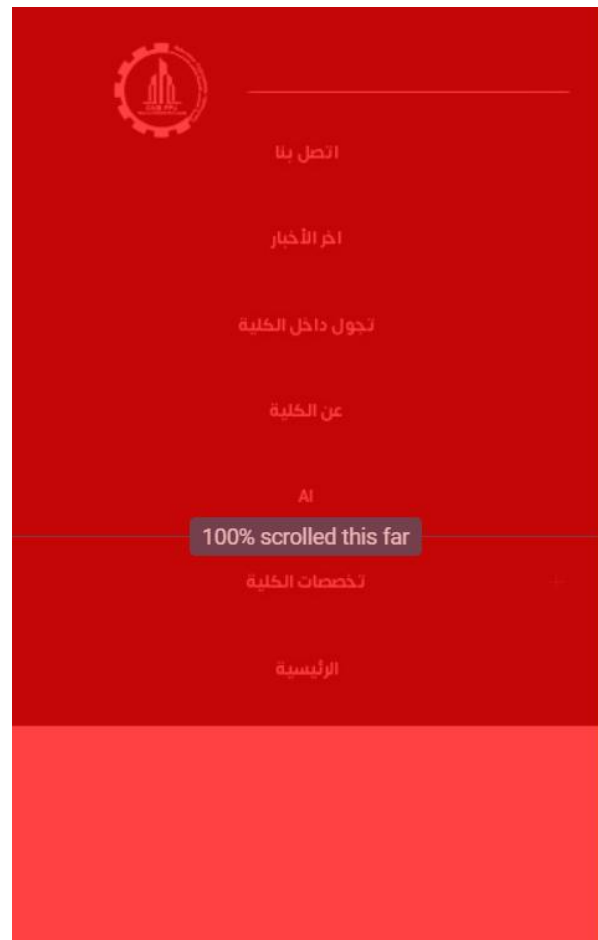 اتصل بنا
اخر الأخبار
تجول داخل الكلية
عن الكلية
AI
100% scrolled this far
تخصصات الكلية
+
الرئيسية